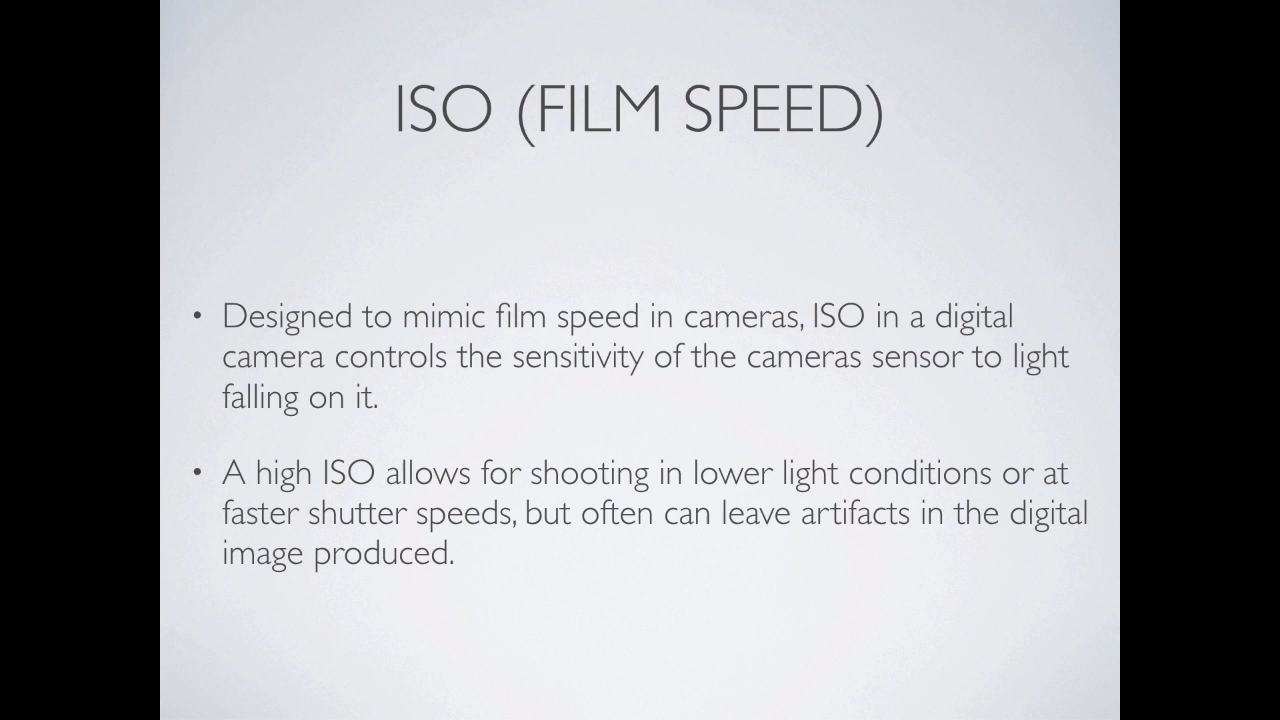 ISO (FILM SPEED)
• Designed to mimic film speed in cameras, ISO in a digital
camera controls the sensitivity of the cameras sensor to light
falling on it.
• A high ISO allows for shooting in lower light conditions or at
faster shutter speeds, but often can leave artifacts in the digital
image produced.